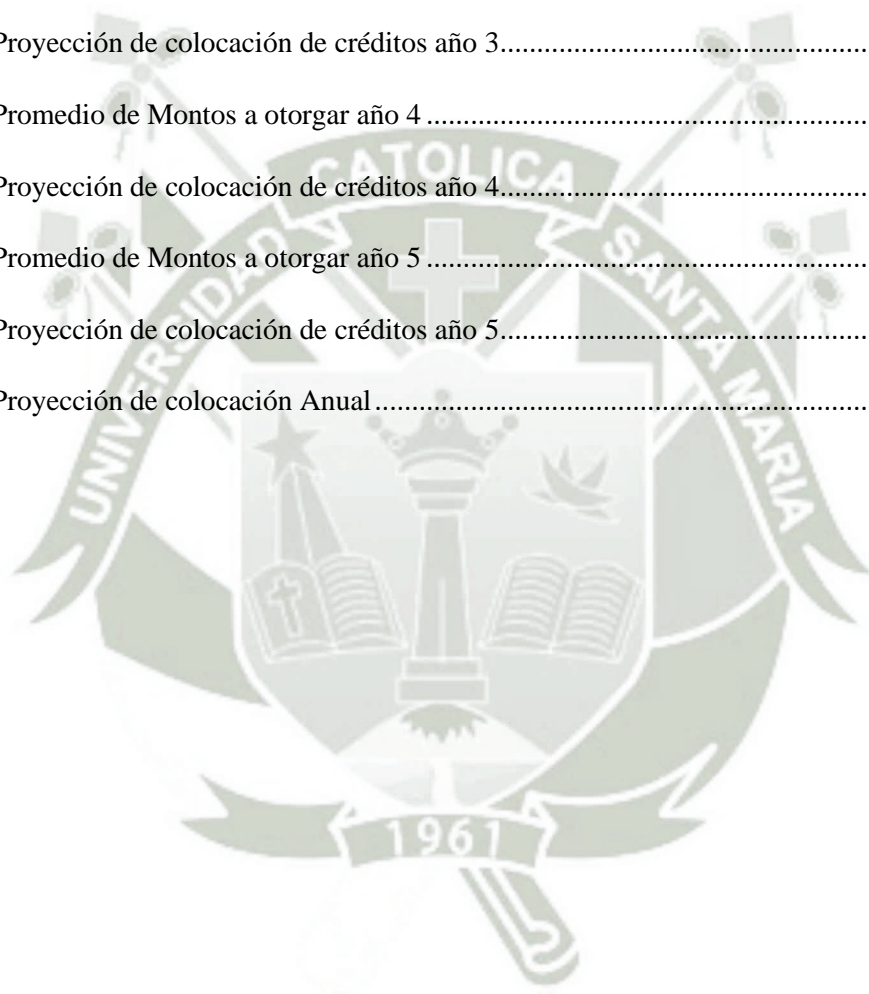 Proyección de colocación de créditos año 3..................................................
Promedio de Montos a otorgar año 4 ............................................................
Proyección de colocación de créditos año 4..................................................
Promedio de Montos a otorgar año 5 ............................................................
Proyección de colocación de créditos año 5..................................................
Proyección de colocación Anual...................................................................
UNIVERSIDAD CATOLICA SANTA MARIA
1961